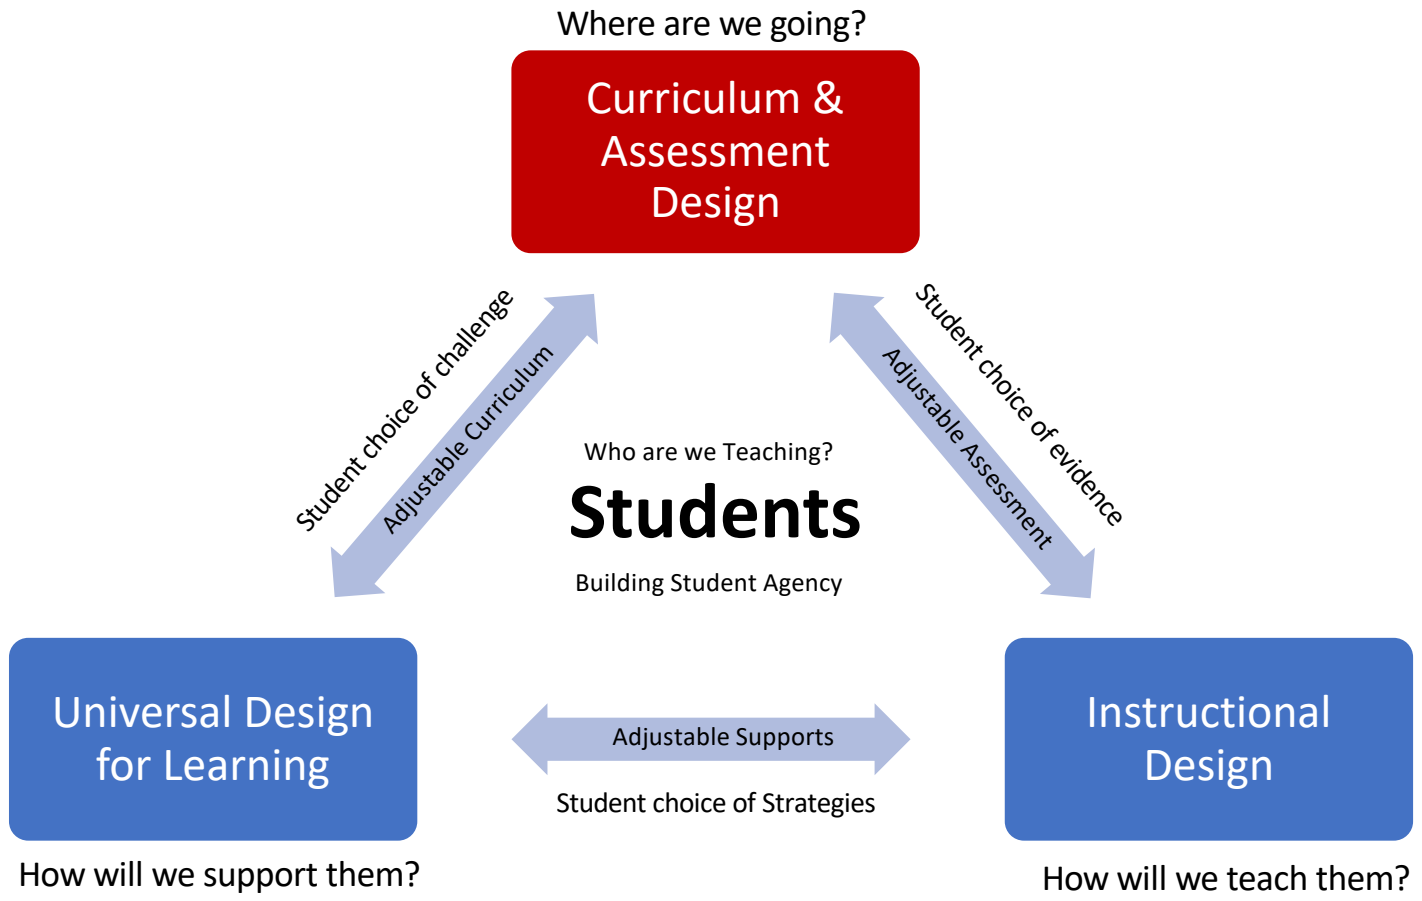 Where are we going?
Curriculum &
Assessment
Design
Student choice of challenge
Adjustable Curriculum
Student choice of evidence
Adjustable Assessment
Who are we Teaching?
Students
Building Student Agency
Universal Design
for Learning
Adjustable Supports
Student choice of Strategies
Instructional
Design
How will we support them?
How will we teach them?